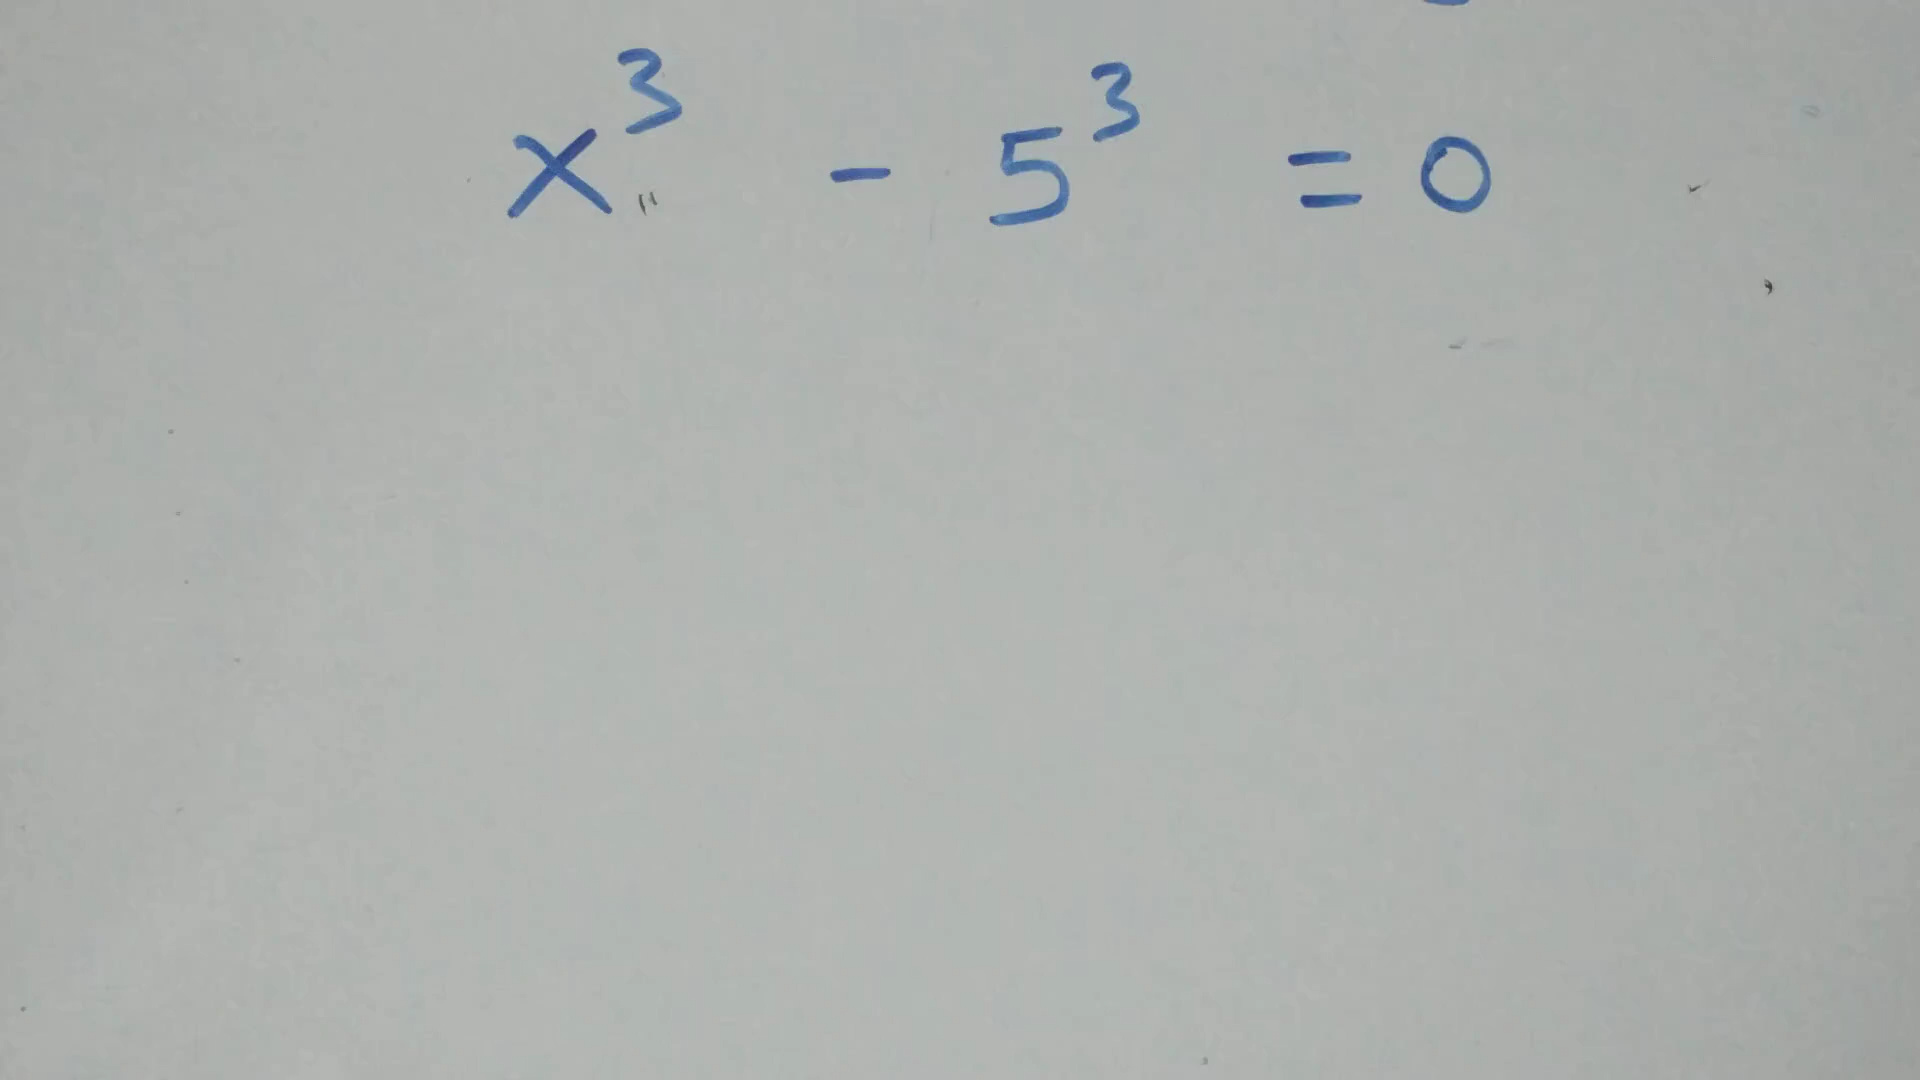 x³ - 5³ = 0